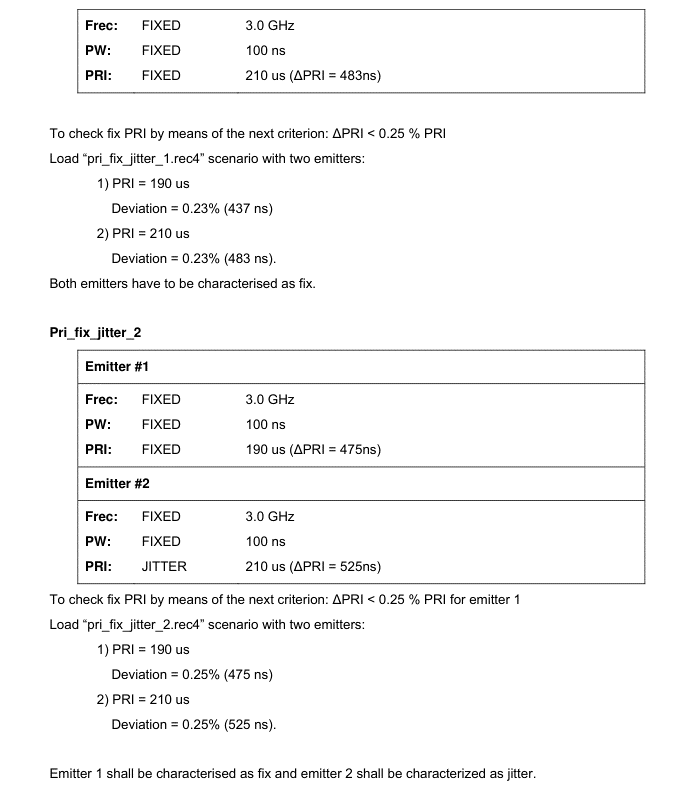 Frec: FIXED 3.0 GHz
PW: FIXED 100 ns
PRI: FIXED 210 us (ΔPRI = 483ns)
To check fix PRI by means of the next criterion: ΔPRI < 0.25 % PRI
Load “pri_fix_jitter_1.rec4” scenario with two emitters:
1) PRI = 190 us
Deviation = 0.23% (437 ns)
2) PRI = 210 us
Deviation = 0.23% (483 ns).
Both emitters have to be characterised as fix.
Pri_fix_jitter_2
Emitter #1
Frec: FIXED 3.0 GHz
PW: FIXED 100 ns
PRI: FIXED 190 us (ΔPRI = 475ns)
Emitter #2
Frec: FIXED 3.0 GHz
PW: FIXED 100 ns
PRI: JITTER 210 us (ΔPRI = 525ns)
To check fix PRI by means of the next criterion: ΔPRI < 0.25 % PRI for emitter 1
Load “pri_fix_jitter_2.rec4” scenario with two emitters:
1) PRI = 190 us
Deviation = 0.25% (475 ns)
2) PRI = 210 us
Deviation = 0.25% (525 ns).
Emitter 1 shall be characterised as fix and emitter 2 shall be characterized as jitter.